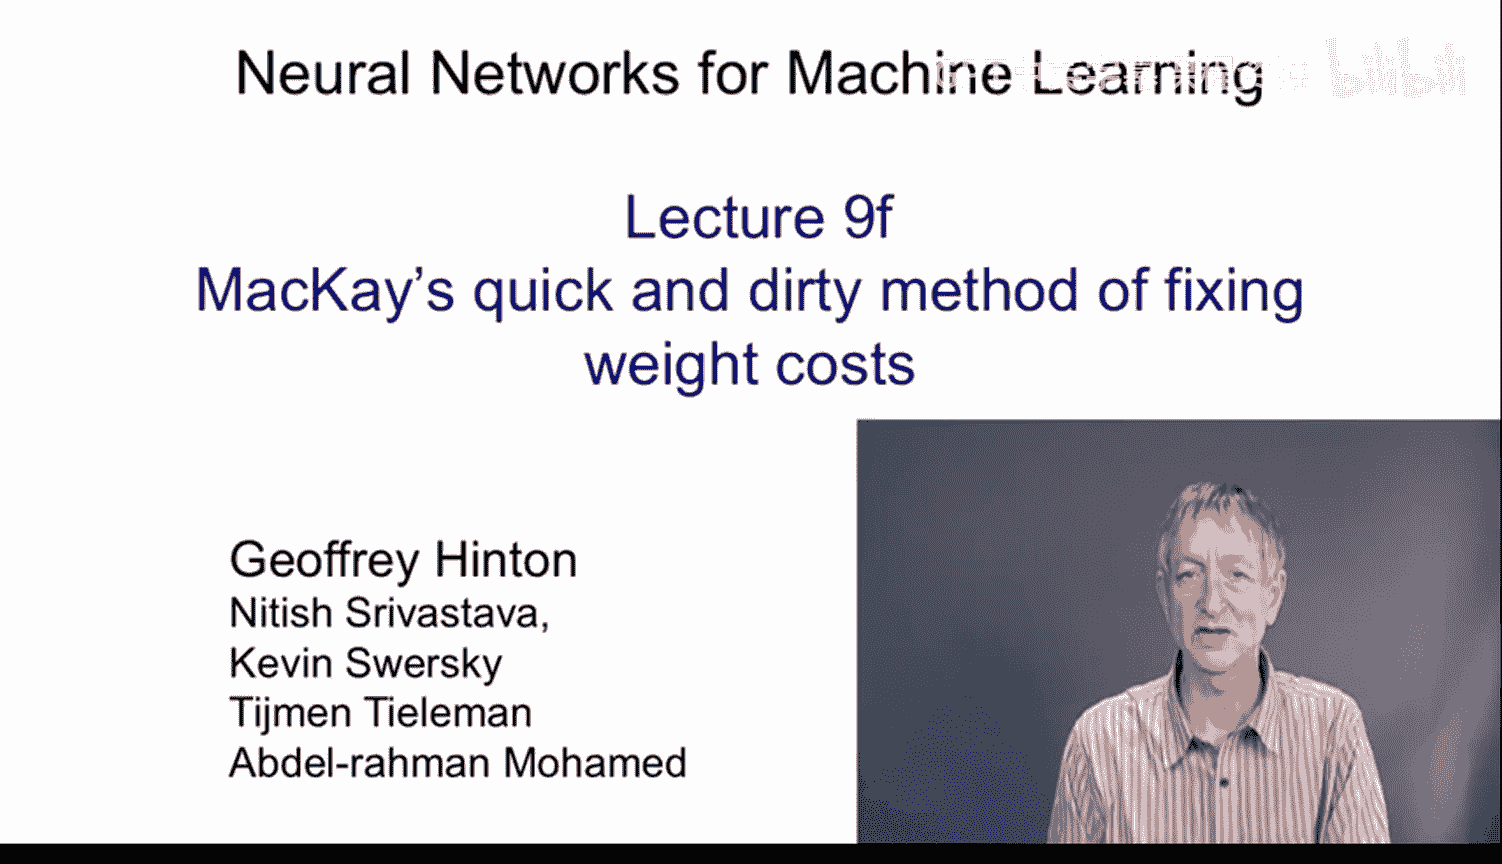 Neural Networks for Machine Learning
bilibili
Lecture 9f
MacKay's quick and dirty method of fixing
weight costs
Geoffrey Hinton
Nitish Srivastava,
Kevin Swersky
Tijmen Tieleman
Abdel-rahman Mohamed